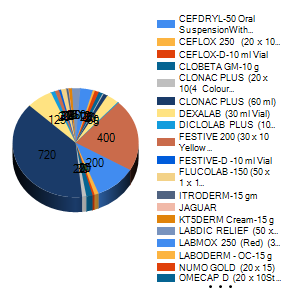 CEFDRYL-50 Oral
SuspensionWith..
CEFLOX 250 (20 x 10..
CEFLOX-D-10 ml Vial
CLOBETA GM-10 g
CLONAC PLUS (20 x
10(4 Colour..
CLONAC PLUS (60 ml)
DEXALAB (30 ml Vial)
DICLOLAB PLUS (10..
FESTIVE 200 (30 x 10
Yellow..
FESTIVE-D -10 ml Vial
FLUCOLAB -150 (50 x
1 x 1..
ITRODERM-15 gm
JAGUAR
KT5DERM Cream-15 g
LABDIC RELIEF (50 x..
LABMOX 250 (Red) (3..
LABODERM - OC-15 g
NUMO GOLD (20 x 15)
OMECAP D (20 x 10St..
400
720
200